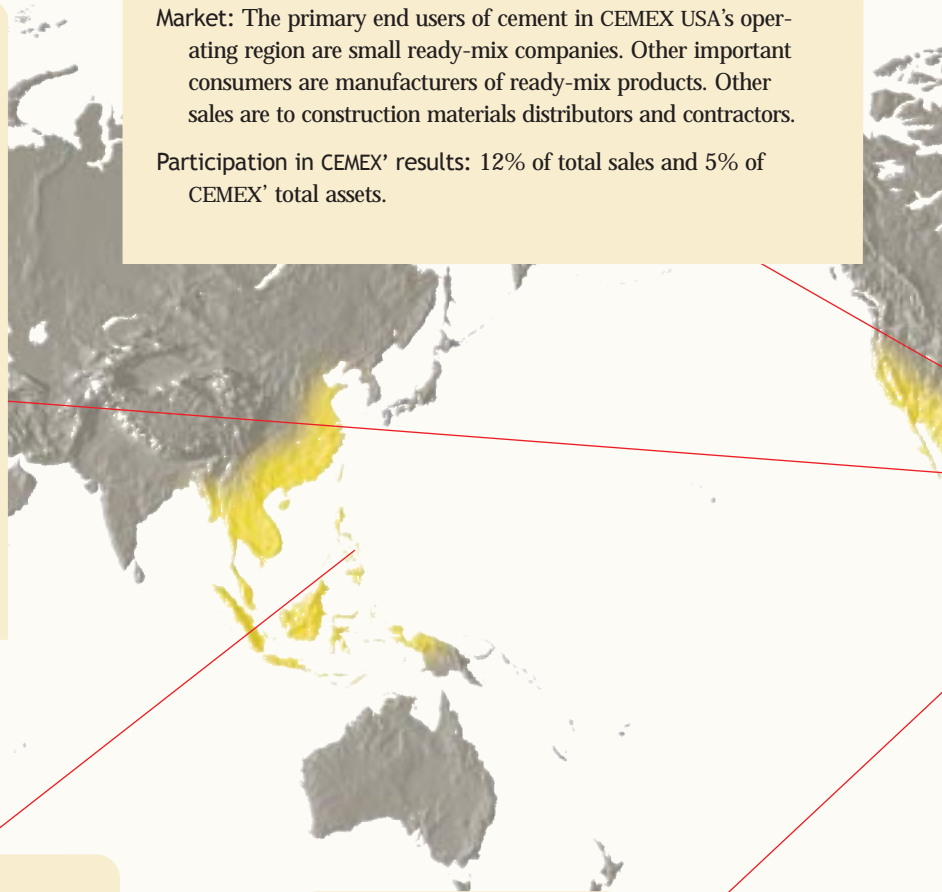 Market: The primary end users of cement in CEMEX USA's oper-
ating region are small ready-mix companies. Other important
consumers are manufacturers of ready-mix products. Other
sales are to construction materials distributors and contractors.
Participation in CEMEX' results: 12% of total sales and 5% of
CEMEX' total assets.